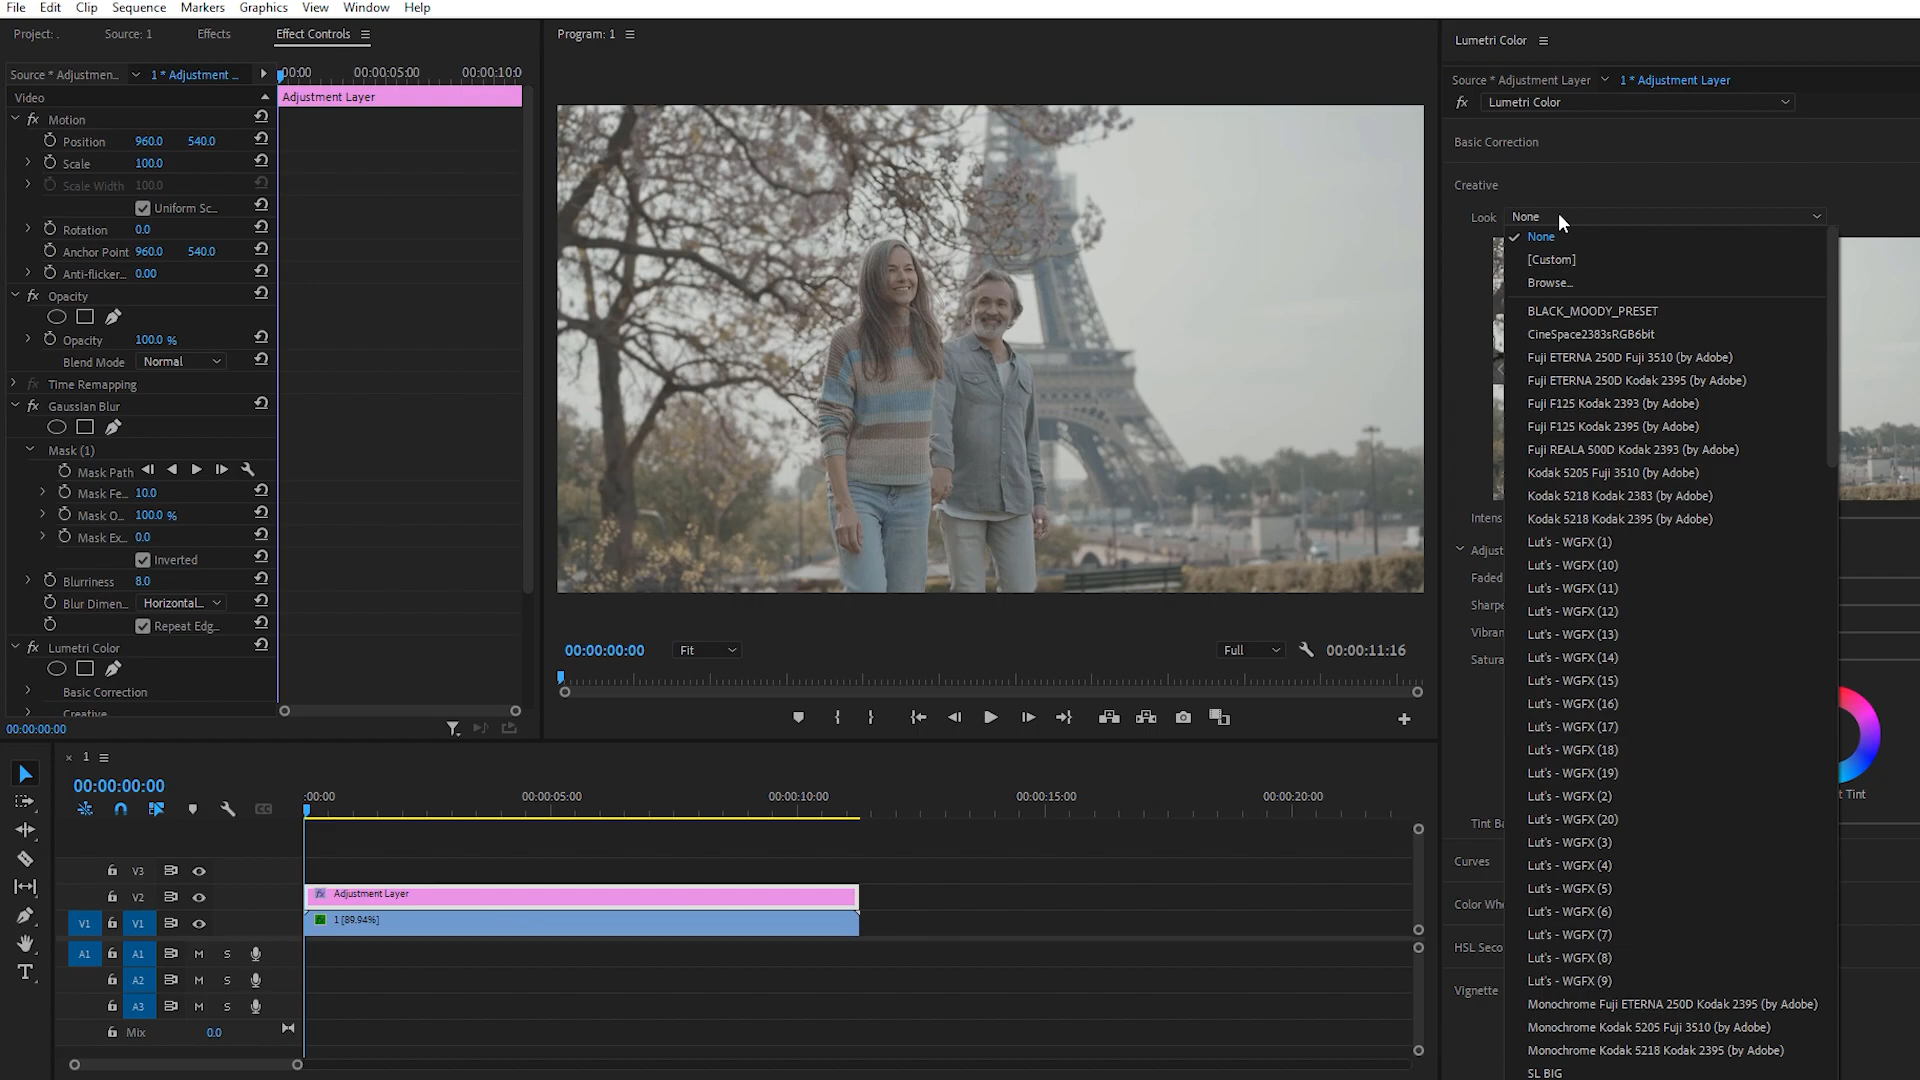 File Edit Clip Sequence Markers Graphics View Window Help
Project: . Source: 1 Effects Effect Controls
Program: 1
Lumetri Color
Source * Adjustmen... 1 * Adjustment ...
:00:00 00:00:05:00 00:00:10:0
Source * Adjustment Layer 1 * Adjustment Layer
Video
Adjustment Layer
fx Lumetri Color
fx Motion
Position 960.0 540.0
Scale 100.0
Scale Width 100.0
Uniform Sc...
Rotation 0.0
Anchor Point 960.0 540.0
Anti-flicker... 0.00
fx Opacity
Opacity 100.0 %
Blend Mode Normal
fx Time Remapping
fx Gaussian Blur
Mask (1)
Mask Path
Mask Fe... 10.0
Mask O... 100.0 %
Mask Ex... 0.0
Inverted
Blurriness 8.0
Blur Dimen... Horizontal...
Repeat Edg...
fx Lumetri Color
Basic Correction
Creative
00:00:00:00
00:00:00:00 Fit Full 00:00:11:16
Basic Correction
Creative
Look None
None
[Custom]
Browse...
BLACK_MOODY_PRESET
CineSpace2383sRGB6bit
Fuji ETERNA 250D Fuji 3510 (by Adobe)
Fuji ETERNA 250D Kodak 2395 (by Adobe)
Fuji F125 Kodak 2393 (by Adobe)
Fuji F125 Kodak 2395 (by Adobe)
Fuji REALA 500D Kodak 2393 (by Adobe)
Kodak 5205 Fuji 3510 (by Adobe)
Kodak 5218 Kodak 2383 (by Adobe)
Kodak 5218 Kodak 2395 (by Adobe)
Lut's - WGFX (1)
Lut's - WGFX (10)
Lut's - WGFX (11)
Lut's - WGFX (12)
Lut's - WGFX (13)
Lut's - WGFX (14)
Lut's - WGFX (15)
Lut's - WGFX (16)
Lut's - WGFX (17)
Lut's - WGFX (18)
Lut's - WGFX (19)
Lut's - WGFX (2)
Lut's - WGFX (20)
Lut's - WGFX (3)
Lut's - WGFX (4)
Lut's - WGFX (5)
Lut's - WGFX (6)
Lut's - WGFX (7)
Lut's - WGFX (8)
Lut's - WGFX (9)
Monochrome Fuji ETERNA 250D Kodak 2395 (by Adobe)
Monochrome Kodak 5205 Fuji 3510 (by Adobe)
Monochrome Kodak 5218 Kodak 2395 (by Adobe)
SL BIG
Intens
Adjust
Faded
Sharpe
Vibran
Satura
t Tint
Tint Ba
Curves
Color Whe
HSL Seco
Vignette
× 1
00:00:00:00
:00:00 00:00:05:00 00:00:10:00 00:00:15:00 00:00:20:00
V3
V2 fx Adjustment Layer
V1 V1 1 [89.94%]
A1 A1 M S
A2 M S
A3 M S
Mix 0.0